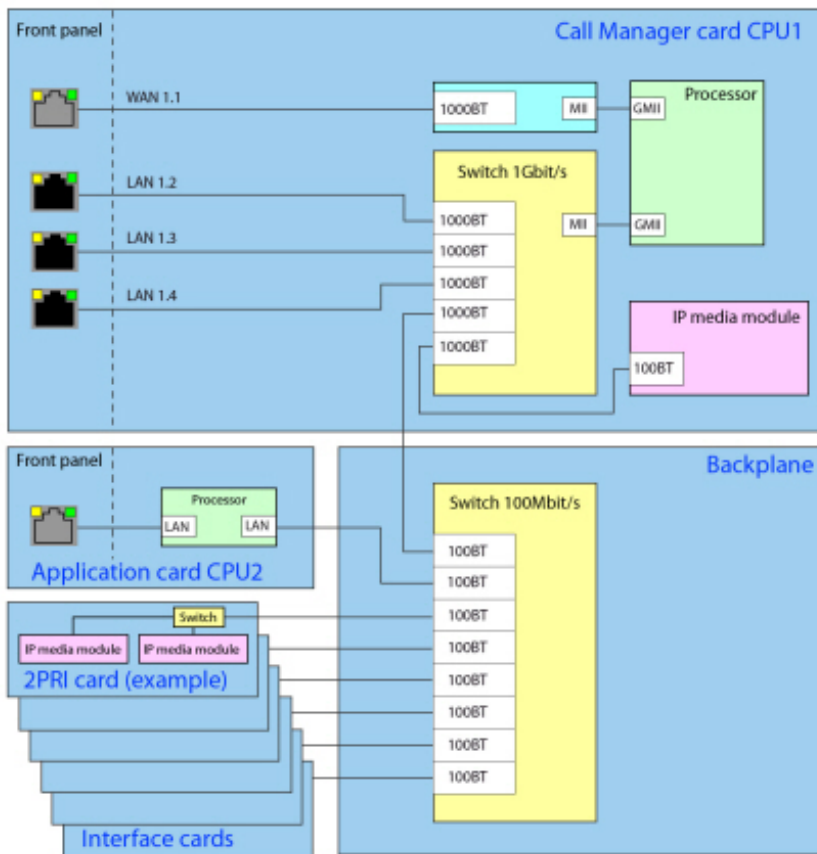 Front panel
Call Manager card CPU1
WAN 1.1
1000BT
MII
GMII
Processor
Switch 1Gbit/s
LAN 1.2
1000BT
MII
GMII
LAN 1.3
1000BT
LAN 1.4
1000BT
1000BT
1000BT
IP media module
100BT
Front panel
Processor
LAN
LAN
Application card CPU2
Backplane
Switch 100Mbit/s
100BT
100BT
100BT
100BT
100BT
100BT
100BT
100BT
Switch
IP media module
IP media module
2PRI card (example)
Interface cards